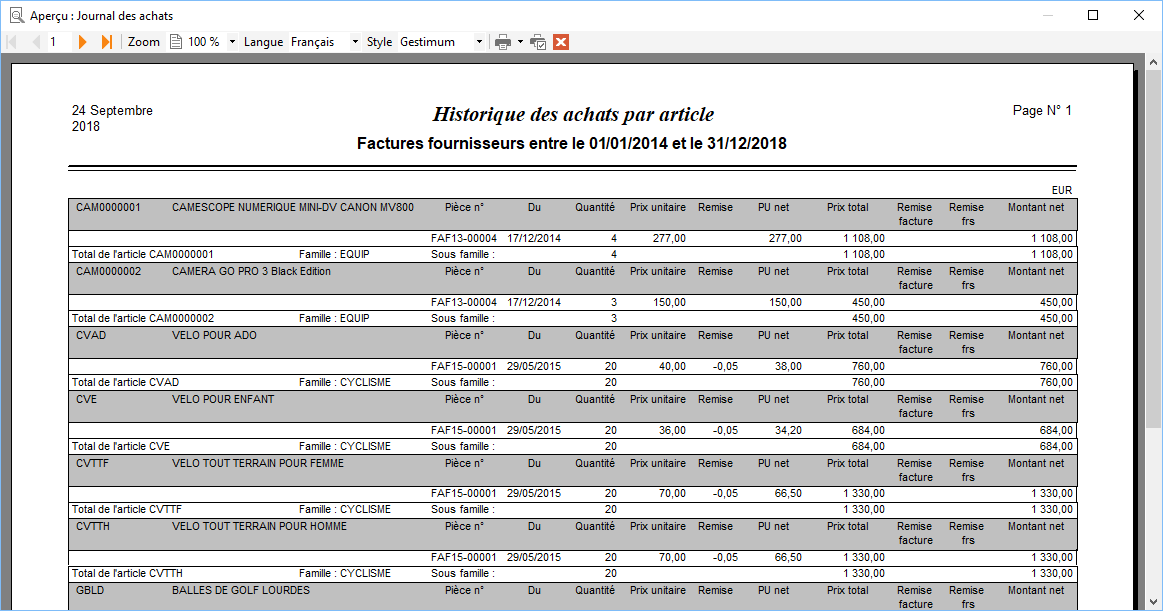 Aperçu : Journal des achats
1 Zoom 100 % Langue Français Style Gestimum
24 Septembre 2018
Historique des achats par article
Page N° 1
Factures fournisseurs entre le 01/01/2014 et le 31/12/2018
EUR
CAM0000001 CAMESCOPE NUMERIQUE MINI-DV CANON MV800 Pièce n° Du Quantité Prix unitaire Remise PU net Prix total Remise facture Remise frs Montant net
FAF13-00004 17/12/2014 4 277,00 277,00 1 108,00 1 108,00
Total de l'article CAM0000001 Famille : EQUIP Sous famille : 4 1 108,00 1 108,00
CAM0000002 CAMERA GO PRO 3 Black Edition Pièce n° Du Quantité Prix unitaire Remise PU net Prix total Remise facture Remise frs Montant net
FAF13-00004 17/12/2014 3 150,00 150,00 450,00 450,00
Total de l'article CAM0000002 Famille : EQUIP Sous famille : 3 450,00 450,00
CVAD VELO POUR ADO Pièce n° Du Quantité Prix unitaire Remise PU net Prix total Remise facture Remise frs Montant net
FAF15-00001 29/05/2015 20 40,00 -0,05 38,00 760,00 760,00
Total de l'article CVAD Famille : CYCLISME Sous famille : 20 760,00 760,00
CVE VELO POUR ENFANT Pièce n° Du Quantité Prix unitaire Remise PU net Prix total Remise facture Remise frs Montant net
FAF15-00001 29/05/2015 20 36,00 -0,05 34,20 684,00 684,00
Total de l'article CVE Famille : CYCLISME Sous famille : 20 684,00 684,00
CVTTF VELO TOUT TERRAIN POUR FEMME Pièce n° Du Quantité Prix unitaire Remise PU net Prix total Remise facture Remise frs Montant net
FAF15-00001 29/05/2015 20 70,00 -0,05 66,50 1 330,00 1 330,00
Total de l'article CVTTF Famille : CYCLISME Sous famille : 20 1 330,00 1 330,00
CVTTH VELO TOUT TERRAIN POUR HOMME Pièce n° Du Quantité Prix unitaire Remise PU net Prix total Remise facture Remise frs Montant net
FAF15-00001 29/05/2015 20 70,00 -0,05 66,50 1 330,00 1 330,00
Total de l'article CVTTH Famille : CYCLISME Sous famille : 20 1 330,00 1 330,00
GBLD BALLES DE GOLF LOURDES Pièce n° Du Quantité Prix unitaire Remise PU net Prix total Remise facture Remise frs Montant net